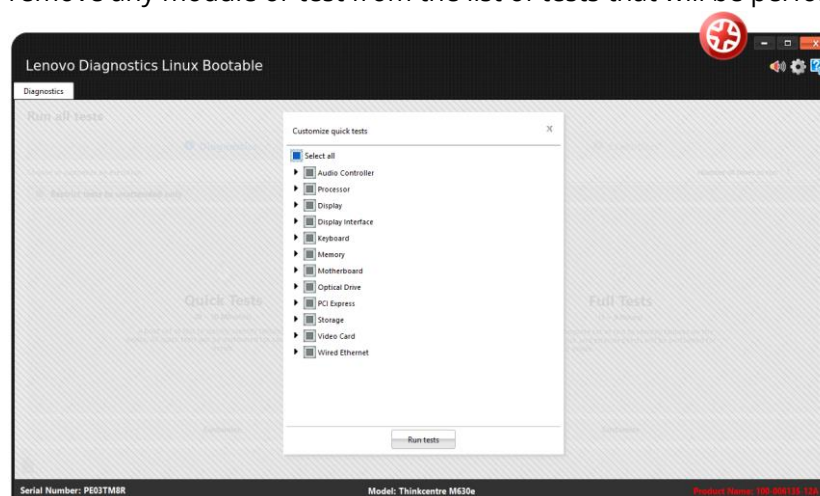 remove any module or test from the list of tests that will be perfo
Lenovo Diagnostics Linux Bootable
Diagnostics
Run all tests
Diagnostics
Customize quick tests
X
Select all
Audio Controller
Processor
Display
Display Interface
Keyboard
Memory
Motherboard
Optical Drive
PCI Express
Storage
Video Card
Wired Ethernet
Quick Tests
Full Tests
Run tests
Serial Number: PE03TM8R
Model: Thinkcentre M630e
Product Name: